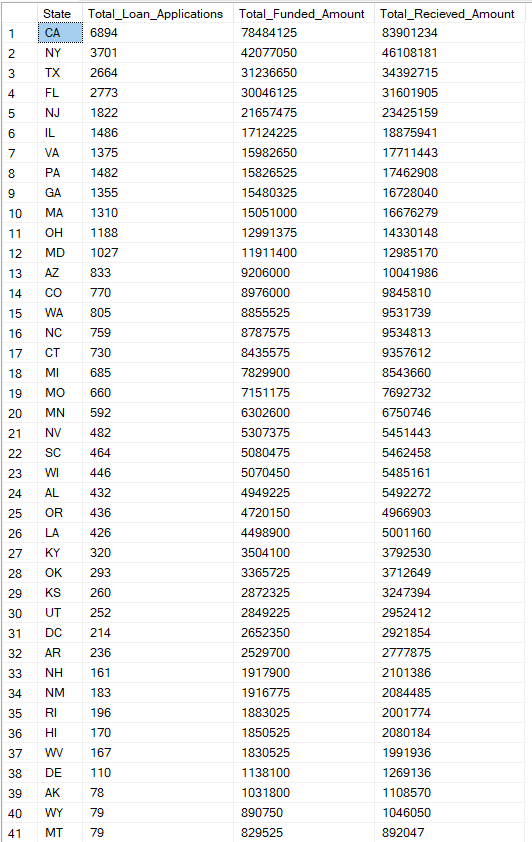 State Total_Loan_Applications Total_Funded_Amount Total_Recieved_Amount
1 CA 6894 78484125 83901234
2 NY 3701 42077050 46108181
3 TX 2664 31236650 34392715
4 FL 2773 30046125 31601905
5 NJ 1822 21657475 23425159
6 IL 1486 17124225 18875941
7 VA 1375 15982650 17711443
8 PA 1482 15826525 17462908
9 GA 1355 15480325 16728040
10 MA 1310 15051000 16676279
11 OH 1188 12991375 14330148
12 MD 1027 11911400 12985170
13 AZ 833 9206000 10041986
14 CO 770 8976000 9845810
15 WA 805 8855525 9531739
16 NC 759 8787575 9534813
17 CT 730 8435575 9357612
18 MI 685 7829900 8543660
19 MO 660 7151175 7692732
20 MN 592 6302600 6750746
21 NV 482 5307375 5451443
22 SC 464 5080475 5462458
23 WI 446 5070450 5485161
24 AL 432 4949225 5492272
25 OR 436 4720150 4966903
26 LA 426 4498900 5001160
27 KY 320 3504100 3792530
28 OK 293 3365725 3712649
29 KS 260 2872325 3247394
30 UT 252 2849225 2952412
31 DC 214 2652350 2921854
32 AR 236 2529700 2777875
33 NH 161 1917900 2101386
34 NM 183 1916775 2084485
35 RI 196 1883025 2001774
36 HI 170 1850525 2080184
37 WV 167 1830525 1991936
38 DE 110 1138100 1269136
39 AK 78 1031800 1108570
40 WY 79 890750 1046050
41 MT 79 829525 892047